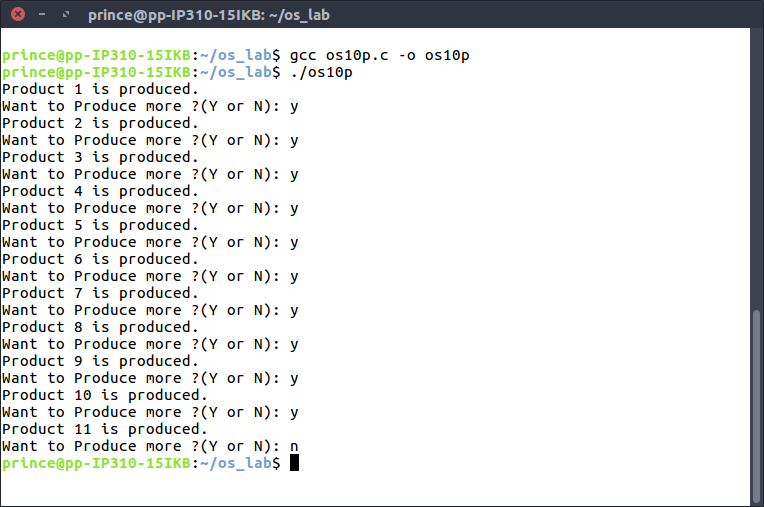 prince@pp-IP310-15IKB: ~/os_lab
prince@pp-IP310-15IKB:~/os_lab$ gcc os10p.c -o os10p
prince@pp-IP310-15IKB:~/os_lab$ ./os10p
Product 1 is produced.
Want to Produce more ?(Y or N): y
Product 2 is produced.
Want to Produce more ?(Y or N): y
Product 3 is produced.
Want to Produce more ?(Y or N): y
Product 4 is produced.
Want to Produce more ?(Y or N): y
Product 5 is produced.
Want to Produce more ?(Y or N): y
Product 6 is produced.
Want to Produce more ?(Y or N): y
Product 7 is produced.
Want to Produce more ?(Y or N): y
Product 8 is produced.
Want to Produce more ?(Y or N): y
Product 9 is produced.
Want to Produce more ?(Y or N): y
Product 10 is produced.
Want to Produce more ?(Y or N): y
Product 11 is produced.
Want to Produce more ?(Y or N): n
prince@pp-IP310-15IKB:~/os_lab$